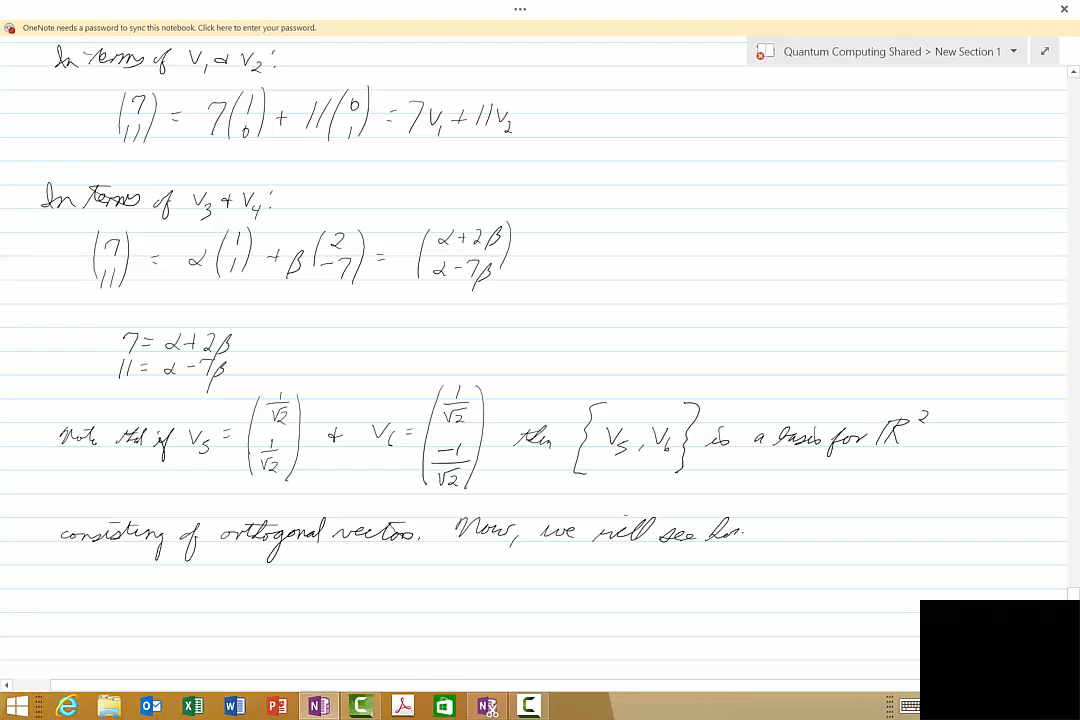 OneNote needs a password to sync this notebook. Click here to enter your password.
Quantum Computing Shared > New Section 1
In terms of V₁ & V₂:
(7 11) = 7(1 0) + 11(0 1) = 7V₁ + 11V₂
In terms of V₃ & V₄:
(7 11) = α(1 1) + β(2 -7) = (α+2β α-7β)
7 = α+2β
11 = α-7β
Note that if V₅ = (1/√2 1/√2) & V₆ = (1/√2 -1/√2) then {V₅, V₆} is a basis for ℝ²
consisting of orthogonal vectors. Now, we will see